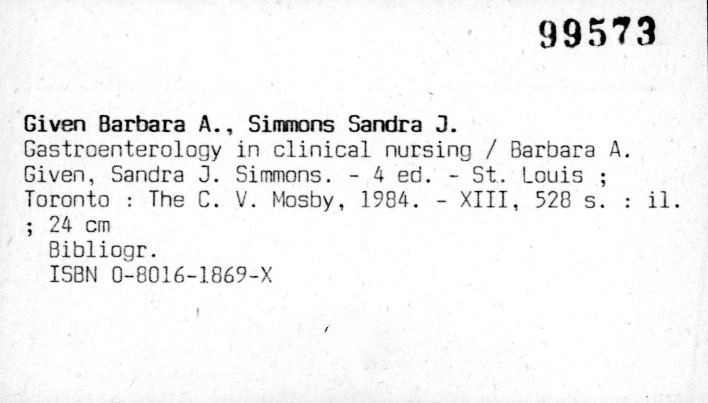 99573
Given Barbara A., Simmons Sandra J.
Gastroenterology in clinical nursing / Barbara A.
Given, Sandra J. Simmons. - 4 ed. - St. Louis ;
Toronto : The C. V. Mosby, 1984. - XIII, 528 s. : il.
; 24 cm
Bibliogr.
ISBN 0-8016-1869-X